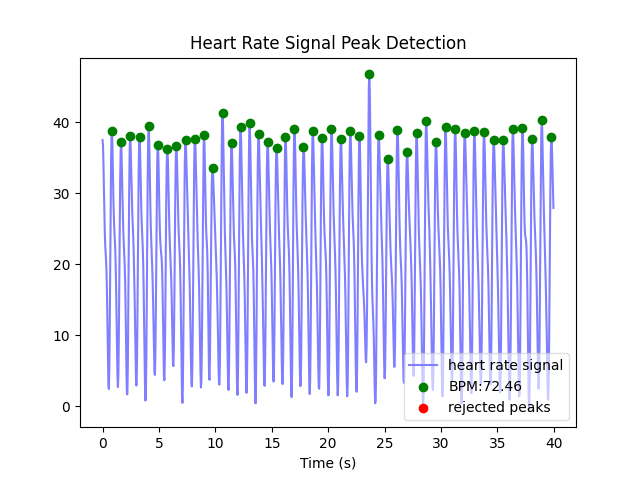 Heart Rate Signal Peak Detection
40
30
20
10
0
heart rate signal
BPM:72.46
rejected peaks
0 5 10 15 20 25 30 35 40
Time (s)